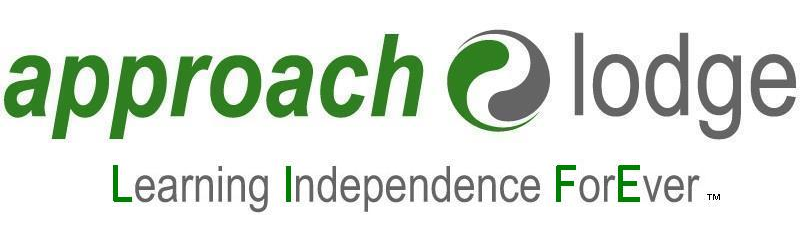 approach lodge
Learning Independence ForEver ™